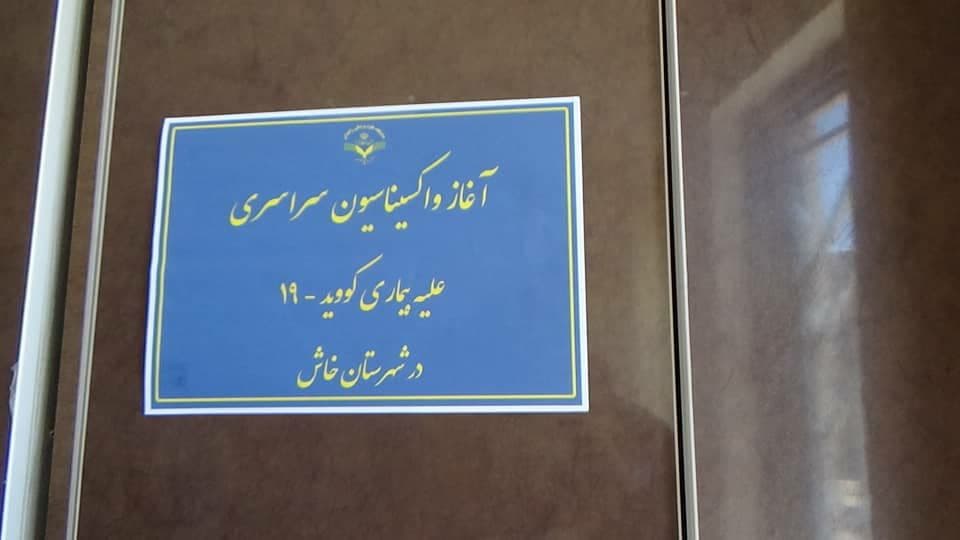 آغاز واکسیناسیون سراسری
علیه بیماری کووید - ۱۹
در شهرستان خاش